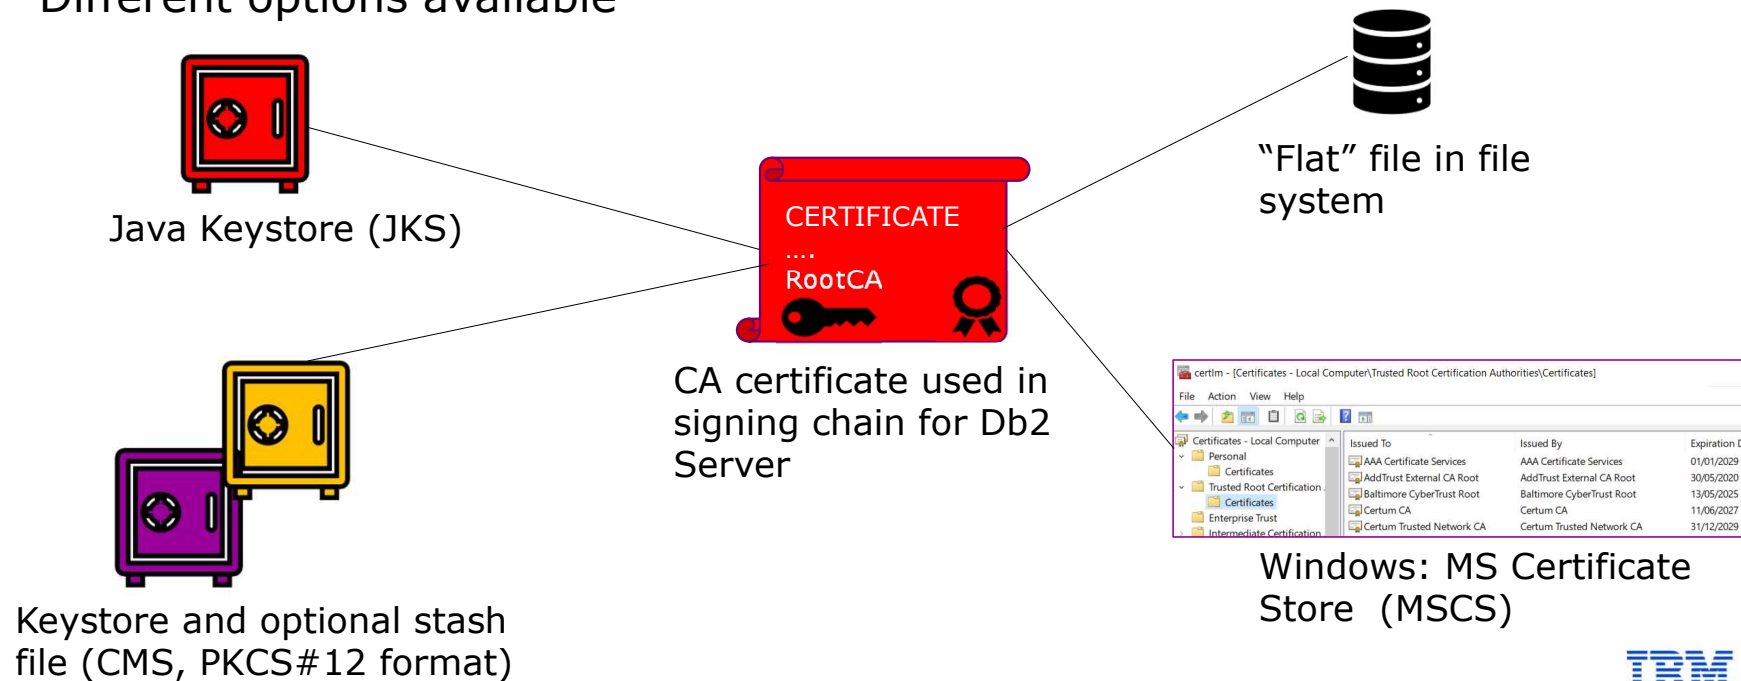 Different options available
Java Keystore (JKS)
Keystore and optional stash
file (CMS, PKCS#12 format)
CERTIFICATE
....
RootCA
CA certificate used in
signing chain for Db2
Server
“Flat” file in file
system
certlm - [Certificates - Local Computer\Trusted Root Certification Authorities\Certificates]
File Action View Help
Certificates - Local Computer
Personal
Certificates
Trusted Root Certification
Certificates
Enterprise Trust
Intermediate Certification
Issued To Issued By Expiration D
AAA Certificate Services AAA Certificate Services 01/01/2029
AddTrust External CA Root AddTrust External CA Root 30/05/2020
Baltimore CyberTrust Root Baltimore CyberTrust Root 13/05/2025
Certum CA Certum CA 11/06/2027
Certum Trusted Network CA Certum Trusted Network CA 31/12/2029
Windows: MS Certificate
Store (MSCS)
IBM